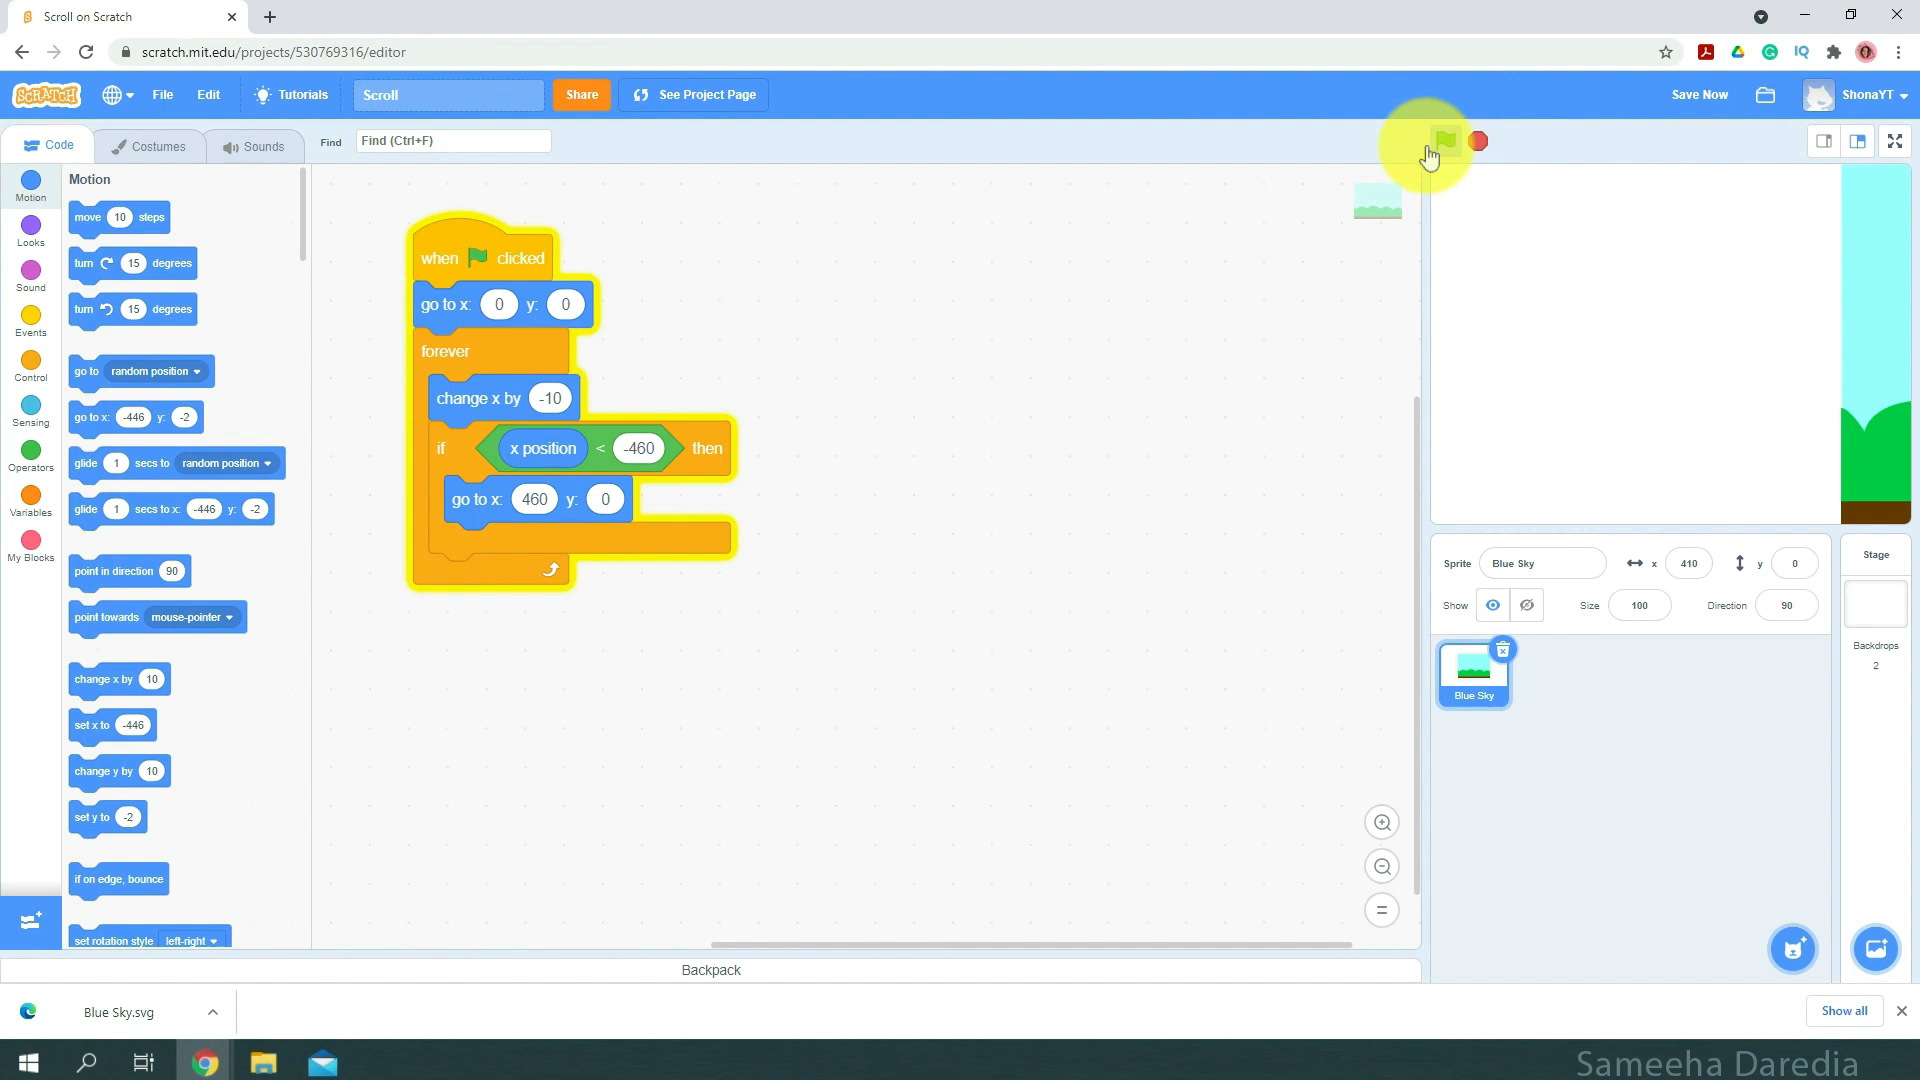 Scroll on Scratch
scratch.mit.edu/projects/530769316/editor
SCRATCH
File
Edit
Tutorials
Scroll
Share
See Project Page
Save Now
ShonaYT
Code
Costumes
Sounds
Find
Find (Ctrl+F)
Motion
Looks
Sound
Events
Control
Sensing
Operators
Variables
My Blocks
Motion
move 10 steps
turn 15 degrees
turn 15 degrees
go to random position
go to x: -446 y: -2
glide 1 secs to random position
glide 1 secs to x: -446 y: -2
point in direction 90
point towards mouse-pointer
change x by 10
set x to -446
change y by 10
set y to -2
if on edge, bounce
set rotation style left-right
when clicked
go to x: 0 y: 0
forever
change x by -10
if x position < -460 then
go to x: 460 y: 0
Sprite Blue Sky x 410 y 0
Show Size 100 Direction 90
Blue Sky
Stage
Backdrops
2
Backpack
Blue Sky.svg
Show all
Sameeha Daredia